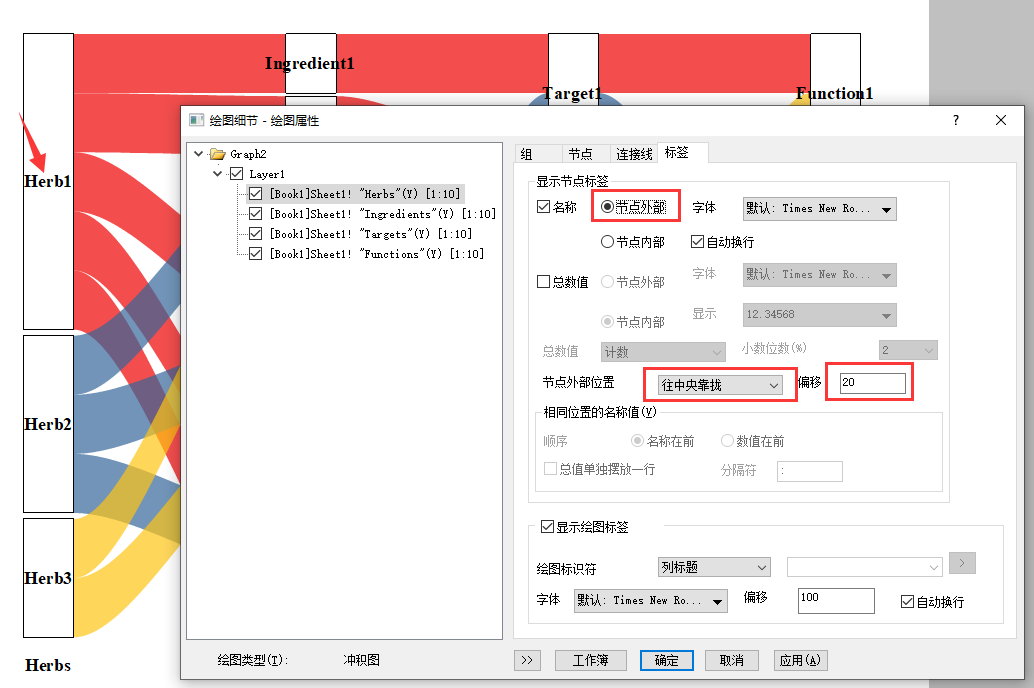 Ingredient1
Target1
Function1
Herb1
Herb2
Herb3
Herbs
绘图细节 - 绘图属性
?
Graph2
Layer1
[Book1]Sheet1! "Herbs"(Y) [1:10]
[Book1]Sheet1! "Ingredients"(Y) [1:10]
[Book1]Sheet1! "Targets"(Y) [1:10]
[Book1]Sheet1! "Functions"(Y) [1:10]
组 节点 连接线 标签
显示节点标签
名称 节点外部 字体 默认: Times New Ro...
节点内部 自动换行
总数值 节点外部 字体 默认: Times New Ro...
节点内部 显示 12.34568
总数值 计数 小数位数(%) 2
节点外部位置 往中央靠找 偏移 20
相同位置的名称值(Y)
顺序 名称在前 数值在前
总值单独摆放一行 分隔符 :
显示绘图标签
绘图标识符 列标题 >
字体 默认: Times New Ro... 偏移 100 自动换行
绘图类型(T): 冲积图 >> 工作簿 确定 取消 应用(A)